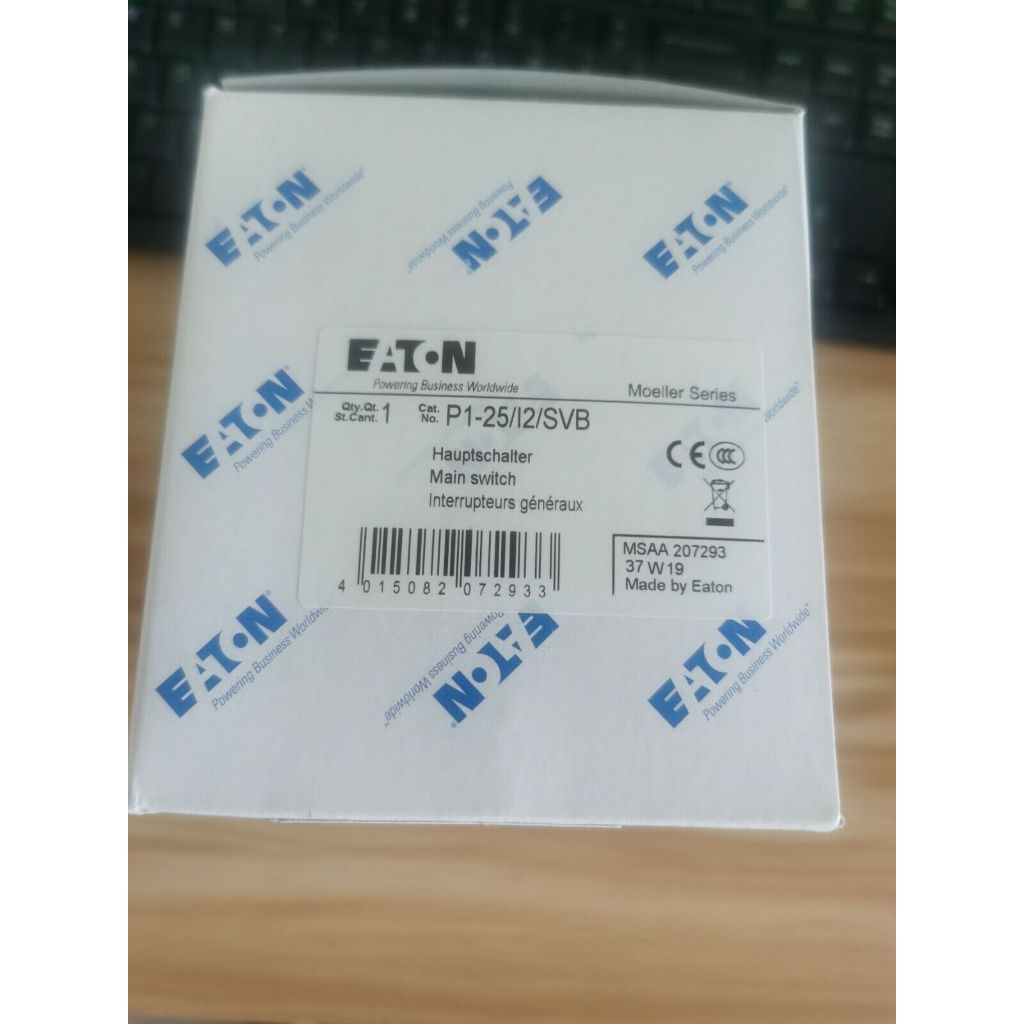 EATON
Powering Business Worldwide"
EATON
Powering Business Worldwide"
EATON
Powering Business Worldwide"
EATON
Powering Business Worldwide
Moeller Series
EATON
Powering Business
Worldwide"
Qty.Qt. 1 Cat. P1-25/I2/SVB
St.Cant. No.
Hauptschalter
Main switch
Interrupteurs généraux
CE CCC
4 015082 072933
MSAA 207293
37 W19
Made by Eaton
EATON
Powering Business Worldwide
EATON
Powering Business Worldwide"
EATON
Powering Business Worldwide"